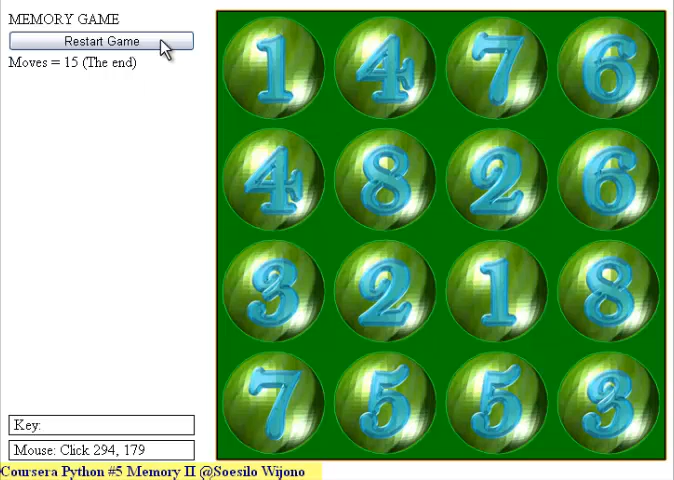 MEMORY GAME
Restart Game
Moves = 15 (The end)
1 4 7 6
4 8 2 6
3 2 1 8
7 5 5 3
Key:
Mouse: Click 294, 179
Coursera Python #5 Memory II @Soesilo Wijono